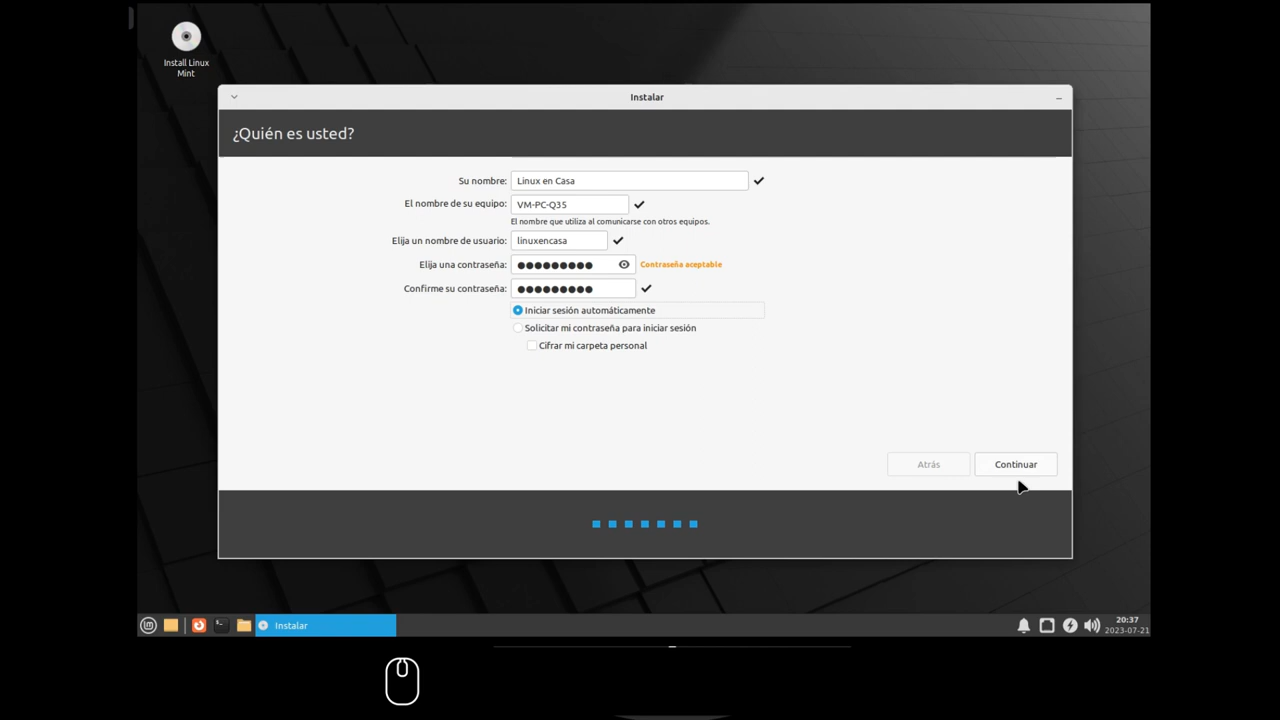 Install Linux
Mint
Instalar
¿Quién es usted?
Su nombre: Linux en Casa
El nombre de su equipo: VM-PC-Q35
El nombre que utiliza al comunicarse con otros equipos.
Elija un nombre de usuario: linuxencasa
Elija una contraseña: ●●●●●●●●● Contraseña aceptable
Confirme su contraseña: ●●●●●●●●●
Iniciar sesión automáticamente
Solicitar mi contraseña para iniciar sesión
Cifrar mi carpeta personal
Atrás Continuar
Instalar
20:37
2023-07-21